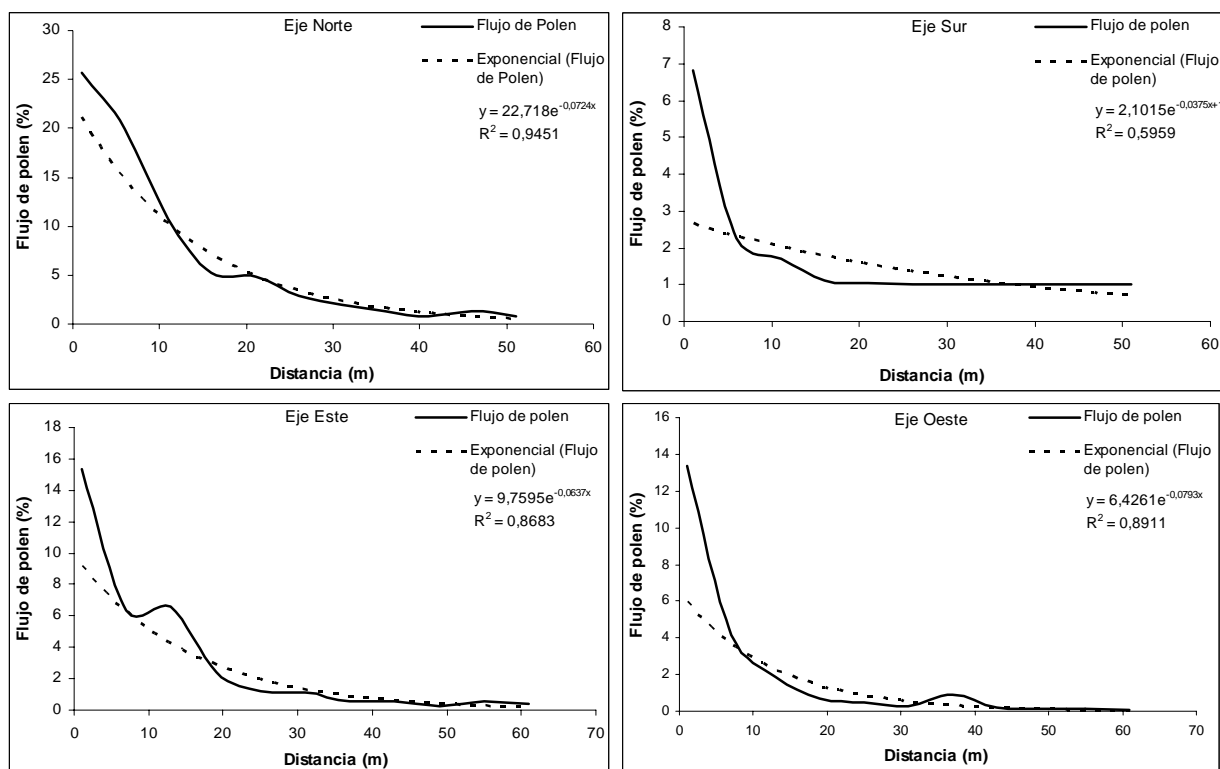 Eje Norte
Flujo de Polen
Exponencial (Flujo
de Polen)
y = 22,718e-0,0724x
R2 = 0,9451
Flujo de polen (%)
30
25
20
15
10
5
0
0 10 20 30 40 50 60
Distancia (m)
Eje Sur
Flujo de polen
Exponencial (Flujo
de polen)
y = 2,1015e-0,0375x+
R2 = 0,5959
Flujo de polen (%)
8
7
6
5
4
3
2
1
0
0 10 20 30 40 50 60
Distancia (m)
Eje Este
Flujo de polen
Exponencial (Flujo
de polen)
y = 9,7595e-0,0637x
R2 = 0,8683
Flujo de polen (%)
18
16
14
12
10
8
6
4
2
0
0 10 20 30 40 50 60 70
Distancia (m)
Eje Oeste
Flujo de polen
Exponencial (Flujo
de polen)
y = 6,4261e-0,0793x
R2 = 0,8911
Flujo de polen (%)
16
14
12
10
8
6
4
2
0
0 10 20 30 40 50 60 70
Distancia (m)